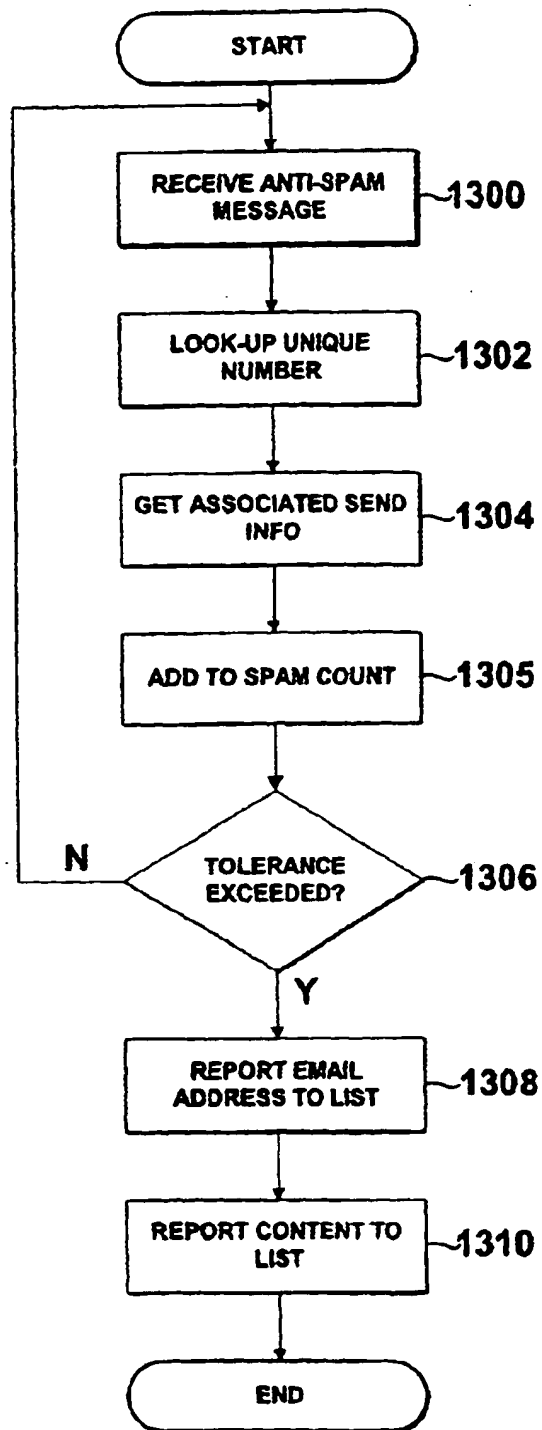 START
RECEIVE ANTI-SPAM
MESSAGE
1300
LOOK-UP UNIQUE
NUMBER
1302
GET ASSOCIATED SEND
INFO
1304
ADD TO SPAM COUNT
1305
TOLERANCE
EXCEEDED?
1306
N
Y
REPORT EMAIL
ADDRESS TO LIST
1308
REPORT CONTENT TO
LIST
1310
END